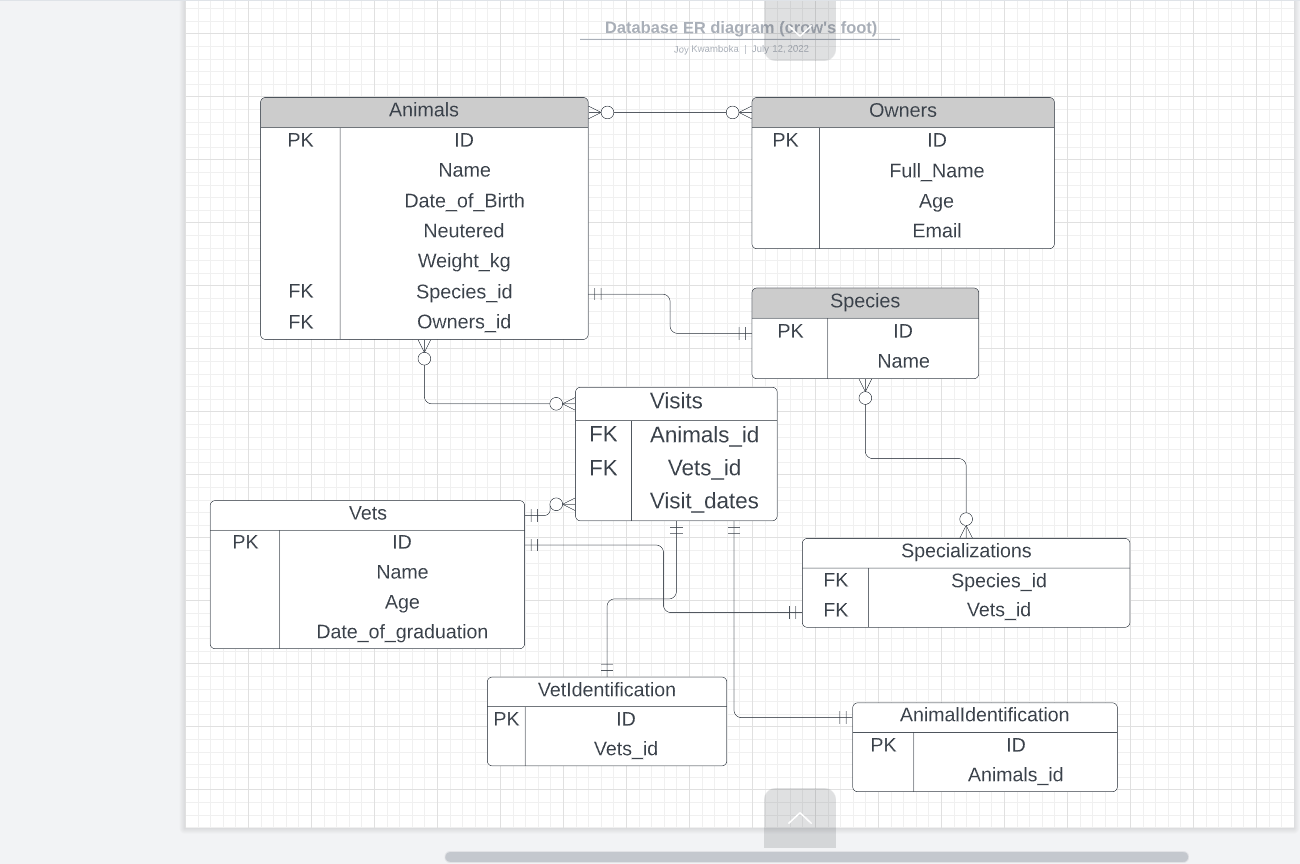 Database ER diagram (crow's foot)
Joy Kwamboka | July 12, 2022
Animals
PK ID
Name
Date_of_Birth
Neutered
Weight_kg
FK Species_id
FK Owners_id
Owners
PK ID
Full_Name
Age
Email
Species
PK ID
Name
Visits
FK Animals_id
FK Vets_id
Visit_dates
Vets
PK ID
Name
Age
Date_of_graduation
Specializations
FK Species_id
FK Vets_id
VetIdentification
PK ID
Vets_id
AnimalIdentification
PK ID
Animals_id